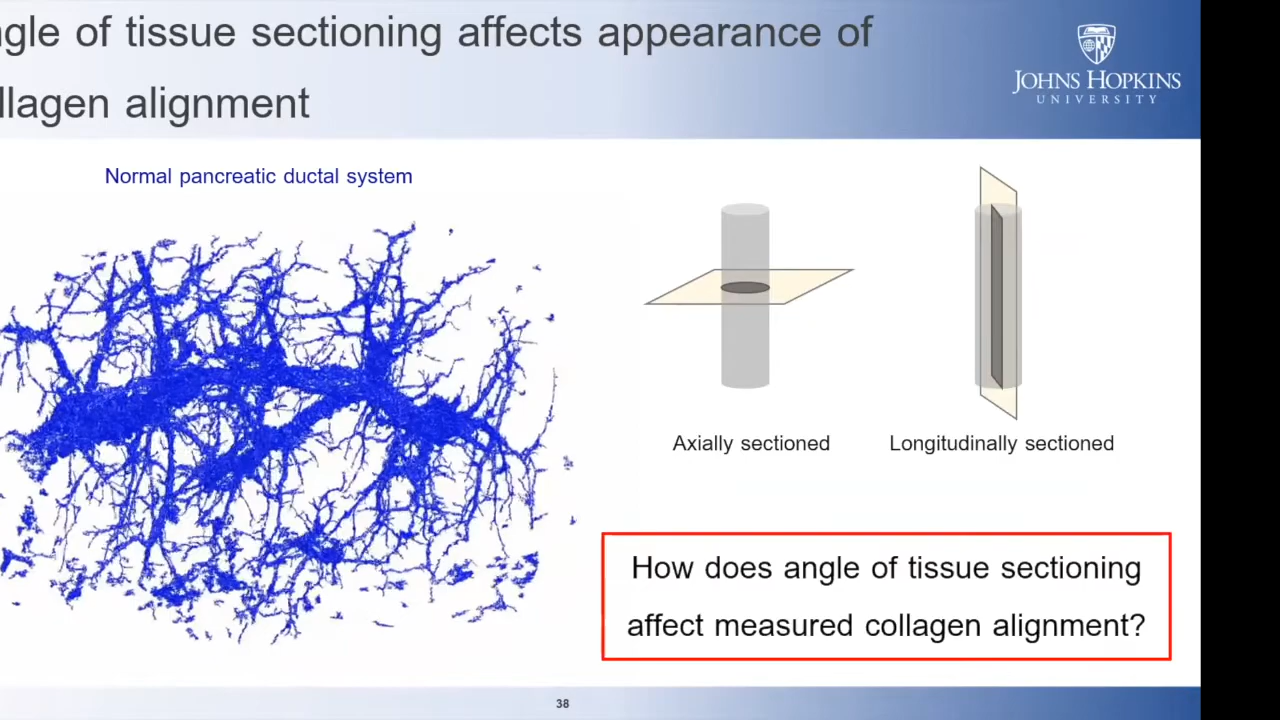 ngle of tissue sectioning affects appearance of
llagen alignment
JOHNS HOPKINS
UNIVERSITY
Normal pancreatic ductal system
Axially sectioned
Longitudinally sectioned
How does angle of tissue sectioning
affect measured collagen alignment?
38